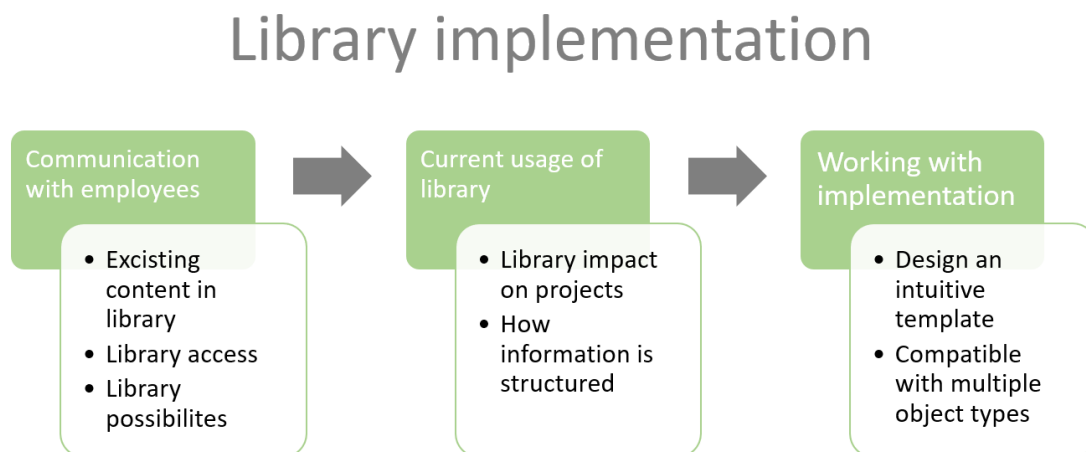 Library implementation
Communication
with employees
• Excisting
content in
library
• Library access
• Library
possibilites
Current usage of
library
• Library impact
on projects
• How
information is
structured
Working with
implementation
• Design an
intuitive
template
• Compatible
with multiple
object types